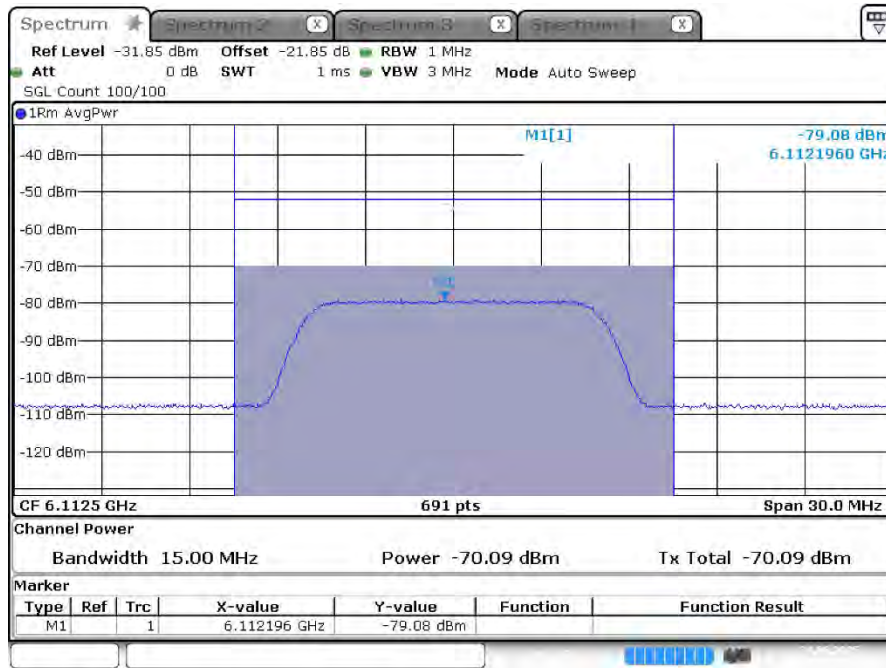 Spectrum
Spectrum 2 X
Spectrum 3 X
X
Ref Level -31.85 dBm Offset -21.85 dB RBW 1 MHz
Att 0 dB SWT 1 ms VBW 3 MHz Mode Auto Sweep
SGL Count 100/100
1Rm AvgPwr
M1[1] -79.08 dBm
6.1121960 GHz
-40 dBm
-50 dBm
-60 dBm
-70 dBm
M1
-80 dBm
-90 dBm
-100 dBm
-110 dBm
-120 dBm
CF 6.1125 GHz 691 pts Span 30.0 MHz
Channel Power
Bandwidth 15.00 MHz Power -70.09 dBm Tx Total -70.09 dBm
Marker
Type Ref Trc X-value Y-value Function Function Result
M1 1 6.112196 GHz -79.08 dBm